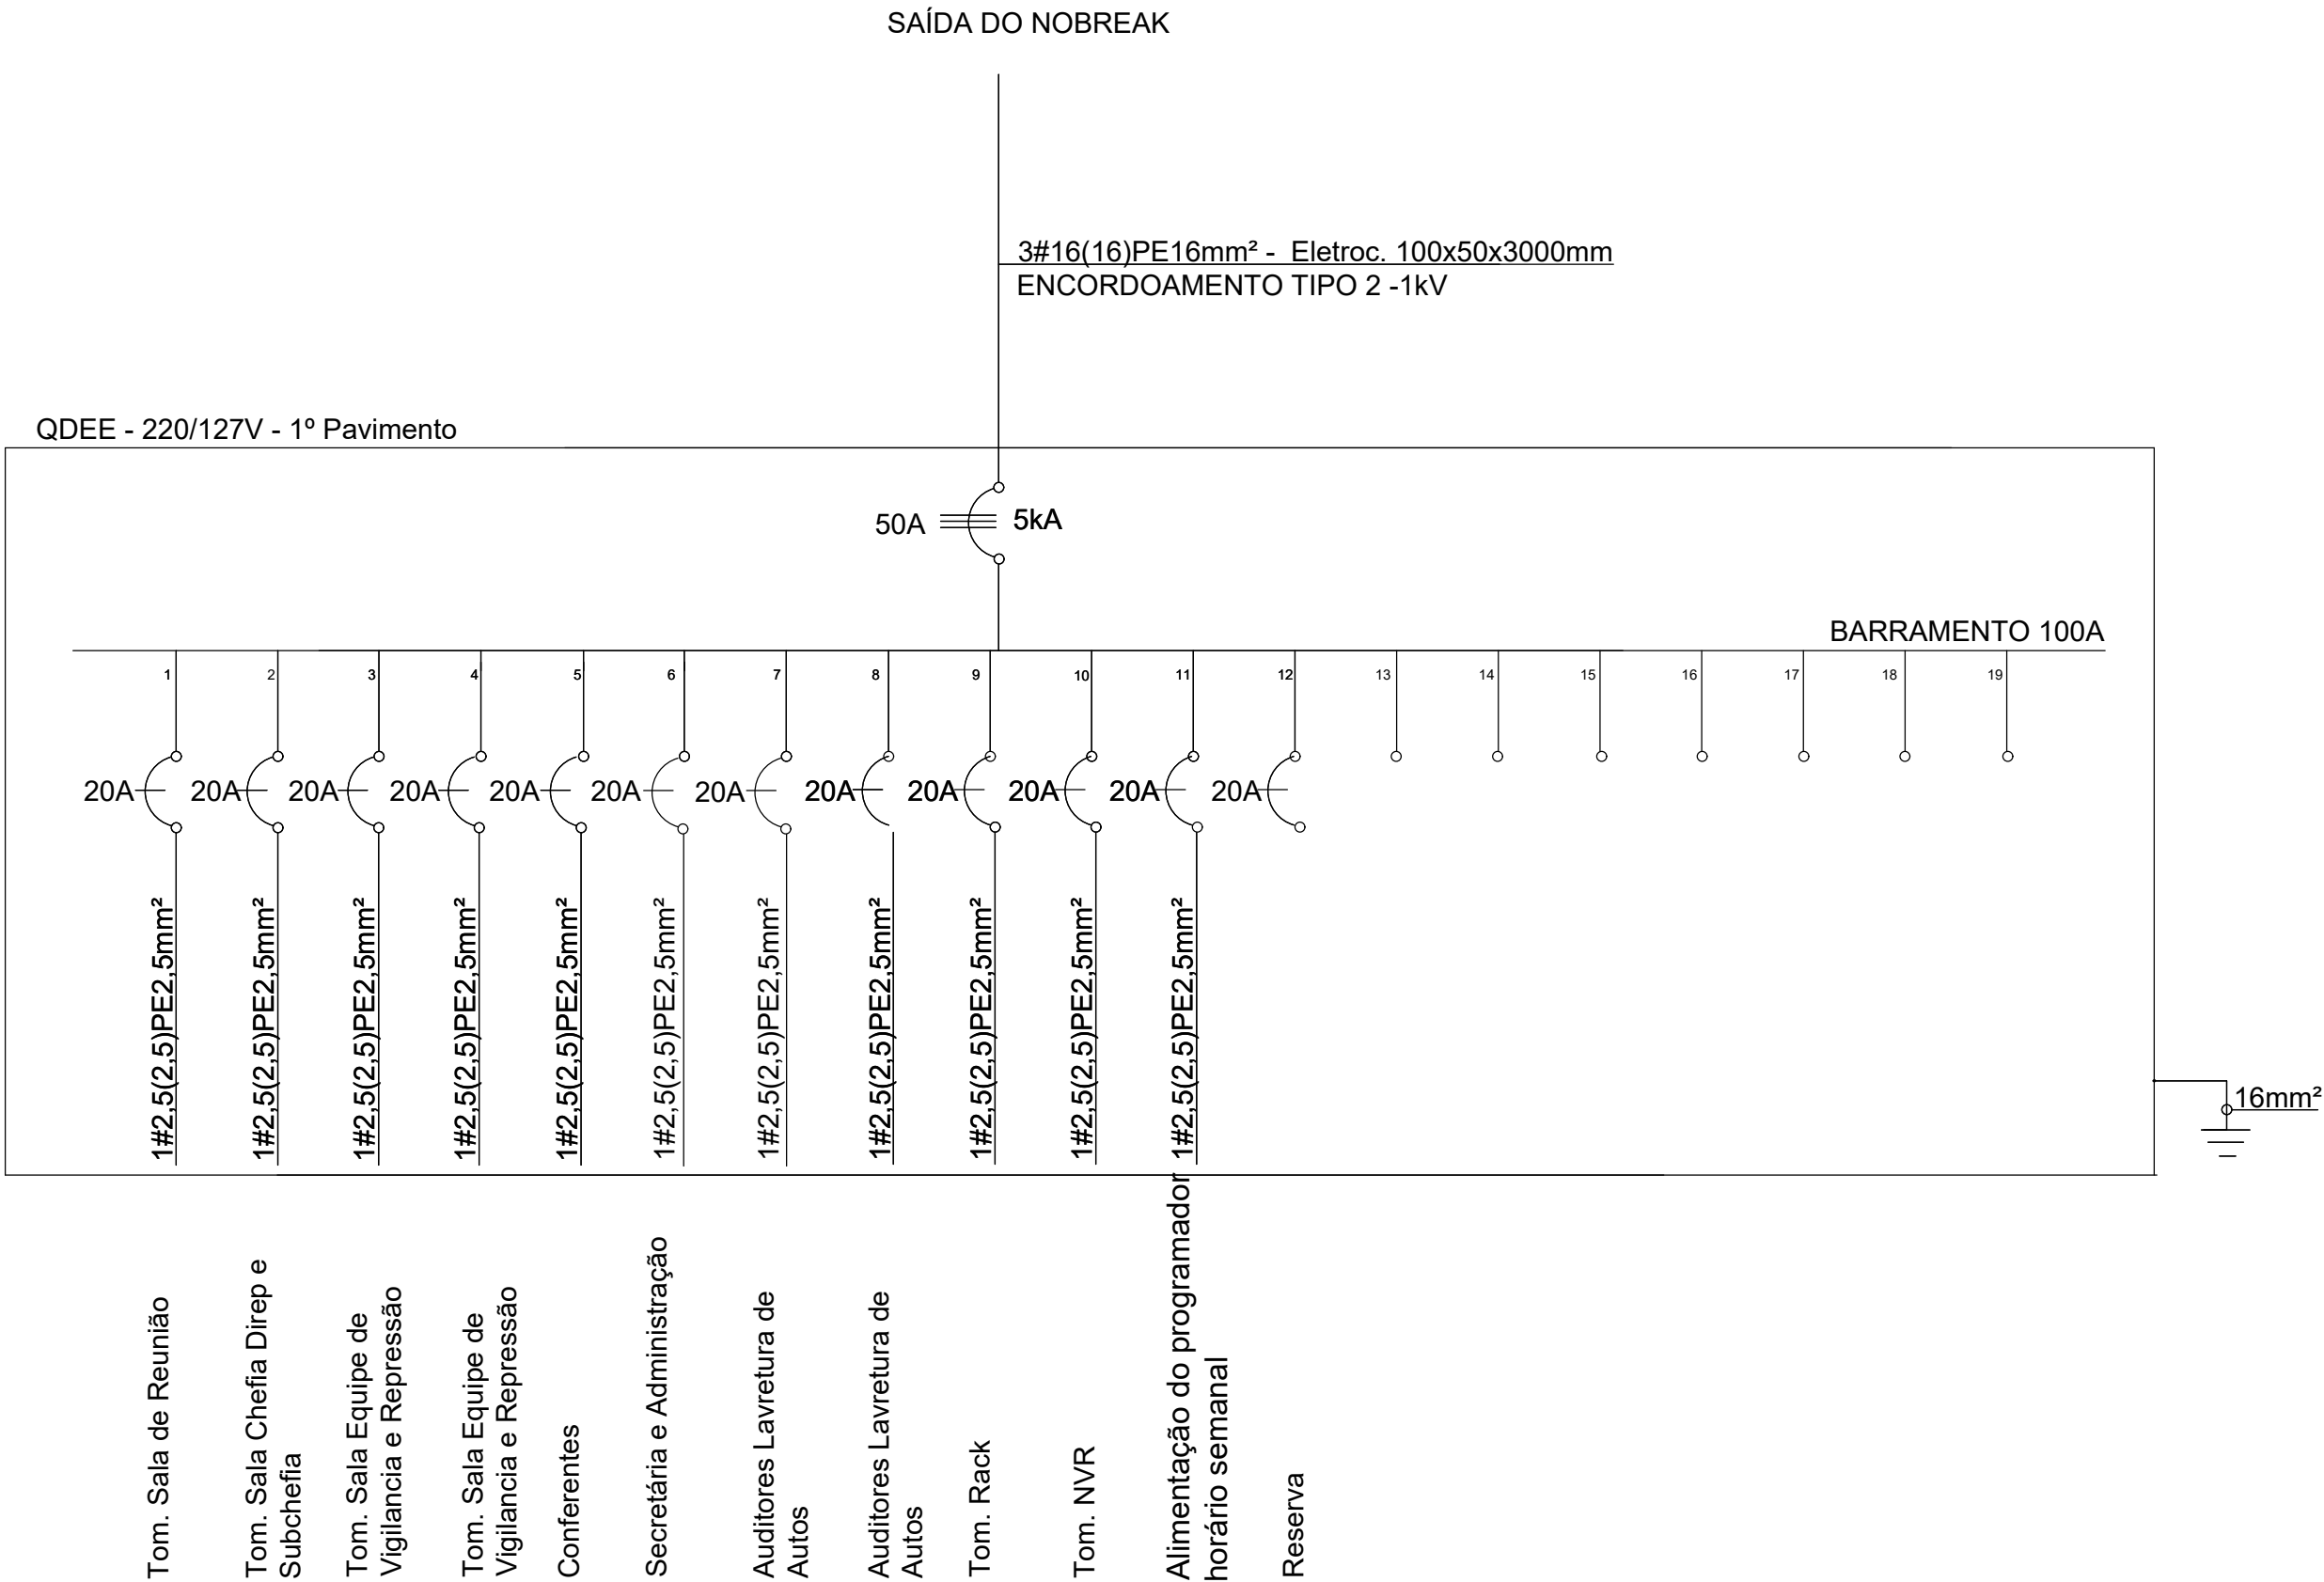 SAÍDA DO NOBREAK
3#16(16)PE16mm² - Eletroc. 100x50x3000mm
ENCORDOAMENTO TIPO 2 -1kV
QDEE - 220/127V - 1º Pavimento
50A
5kA
BARRAMENTO 100A
1
2
3
4
5
6
7
8
9
10
11
12
13
14
15
16
17
18
19
20A
20A
20A
20A
20A
20A
20A
20A
20A
20A
20A
20A
1#2,5(2,5)PE2,5mm²
1#2,5(2,5)PE2,5mm²
1#2,5(2,5)PE2,5mm²
1#2,5(2,5)PE2,5mm²
1#2,5(2,5)PE2,5mm²
1#2,5(2,5)PE2,5mm²
1#2,5(2,5)PE2,5mm²
1#2,5(2,5)PE2,5mm²
1#2,5(2,5)PE2,5mm²
1#2,5(2,5)PE2,5mm²
1#2,5(2,5)PE2,5mm²
16mm²
Tom. Sala de Reunião
Tom. Sala Chefia Direp e
Subchefia
Tom. Sala Equipe de
Vigilancia e Repressão
Tom. Sala Equipe de
Vigilancia e Repressão
Conferentes
Secretária e Administração
Auditores Lavretura de
Autos
Auditores Lavretura de
Autos
Tom. Rack
Tom. NVR
Alimentação do programador
horário semanal
Reserva